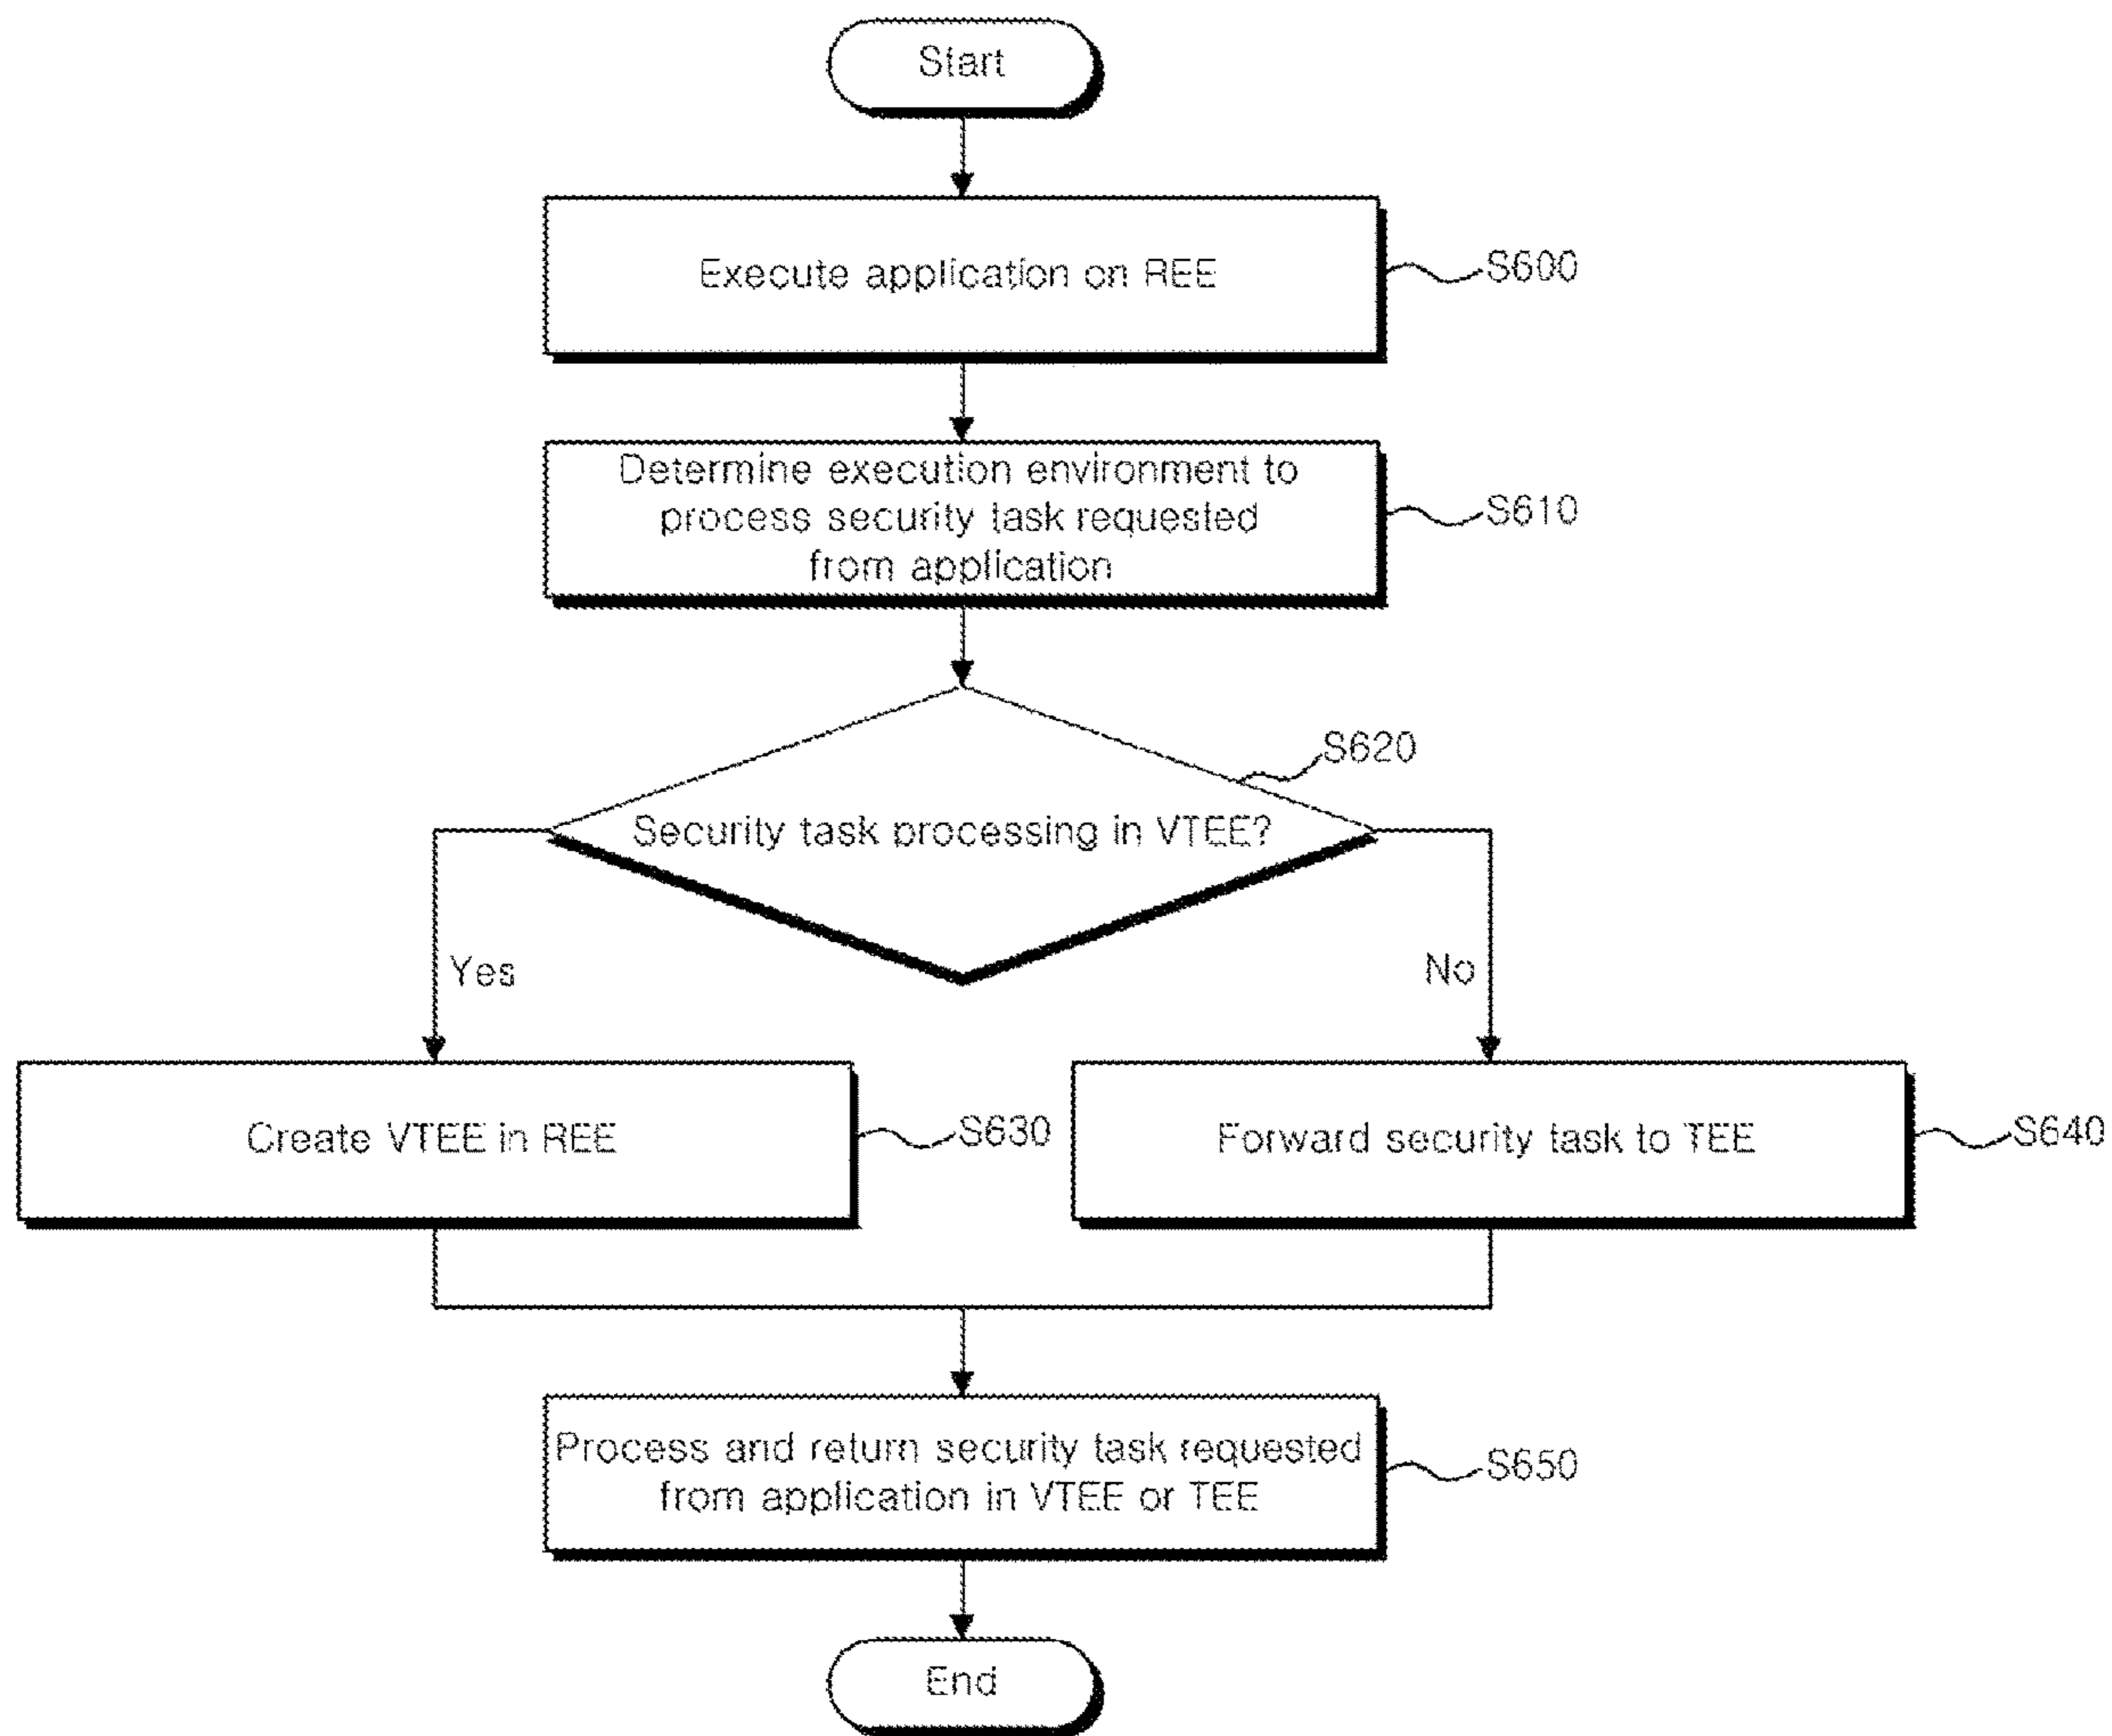 Start
Execute application on REE
S600
Determine execution environment to
process security task requested
from application
S610
S620
Security task processing in VTEE?
Yes
No
Create VTEE in REE
S630
Forward security task to TEE
S640
Process and return security task requested
from application in VTEE or TEE
S650
End